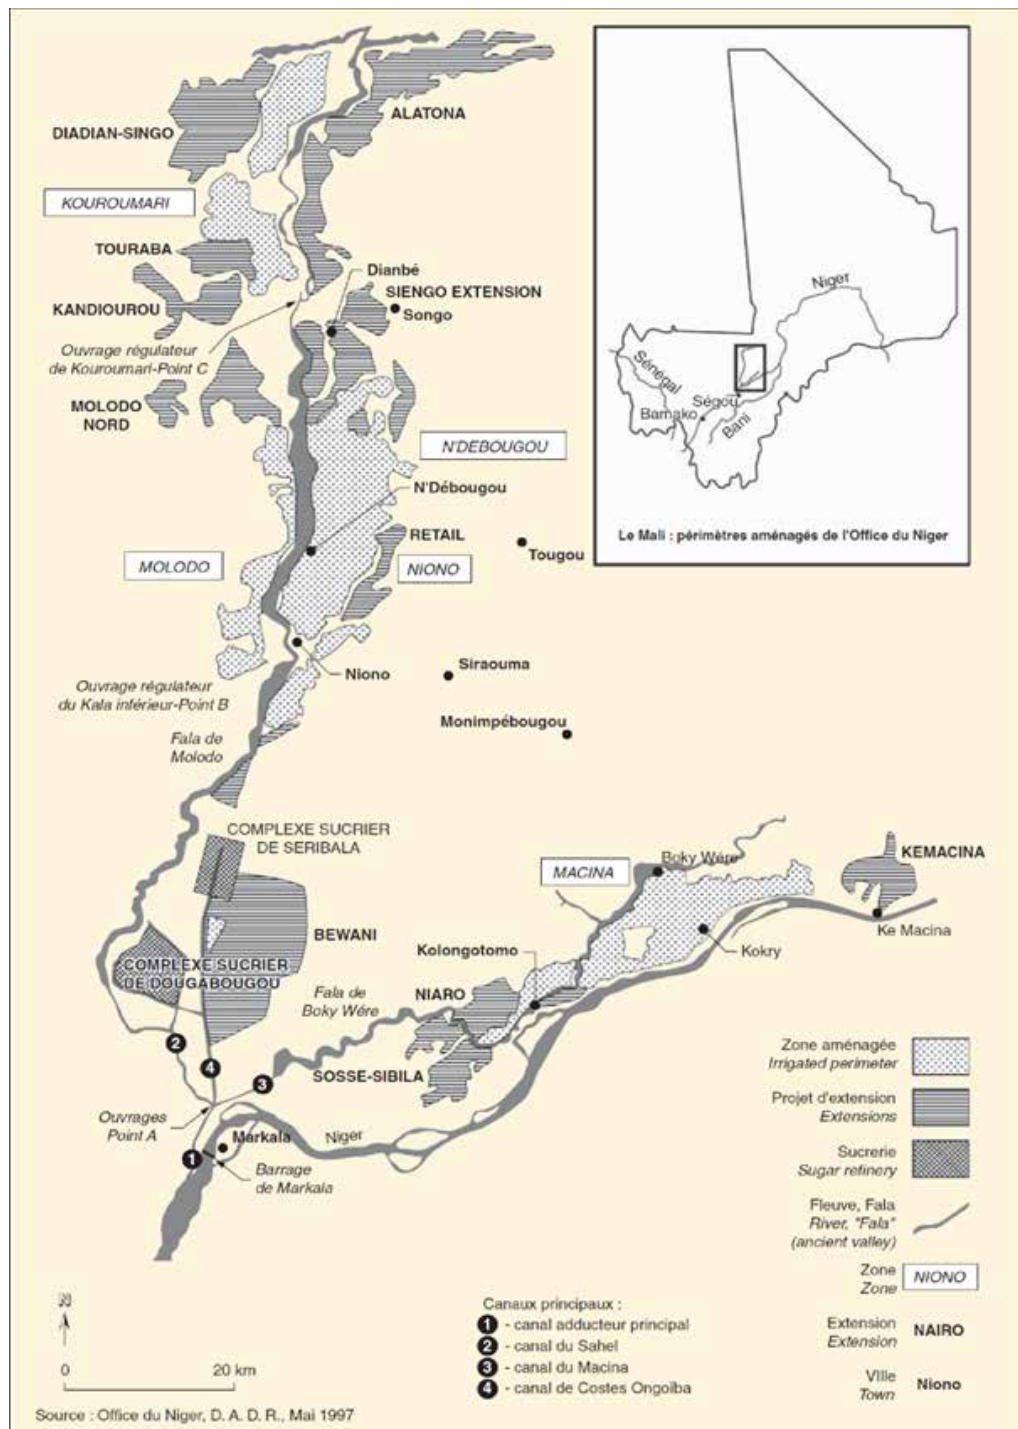 DIADIAN-SINGO
ALATONA
KOUROUMARI
TOURABA
Dianbé
KANDIOUROU
SIENGO EXTENSION
Songo
Ouvrage régulateur
de Kouroumari-Point C
MOLODO
NORD
N'DEBOUGOU
N'Débougou
RETAIL
MOLODO
NIONO
Tougou
Niono
Siraouma
Ouvrage régulateur
du Kala inférieur-Point B
Monimpébougou
Fala de
Molodo
Niger
Sénégal
Ségou
Bamako
Bani
Le Mali : périmètres aménagés de l'Office du Niger
COMPLEXE SUCRIER
DE SERIBALA
MACINA
Boky Wére
KEMACINA
BEWANI
Ke Macina
Kolongotomo
Kokry
COMPLEXE SUCRIER
DE DOUGABOUGOU
NIARO
Fala de
Boky Wére
2
4
3
SOSSE-SIBILA
Ouvrages
Point A
Markala
Niger
1
Barrage
de Markala
Zone aménagée
Irrigated perimeter
Projet d'extension
Extensions
Sucrerie
Sugar refinery
Fleuve, Fala
River, "Fala"
(ancient valley)
Zone
Zone
NIONO
Extension
Extension
NAIRO
VIlle
Town
Niono
N
0 20 km
Canaux principaux :
1 - canal adducteur principal
2 - canal du Sahel
3 - canal du Macina
4 - canal de Costes Ongoïba
Source : Office du Niger, D. A. D. R., Mai 1997